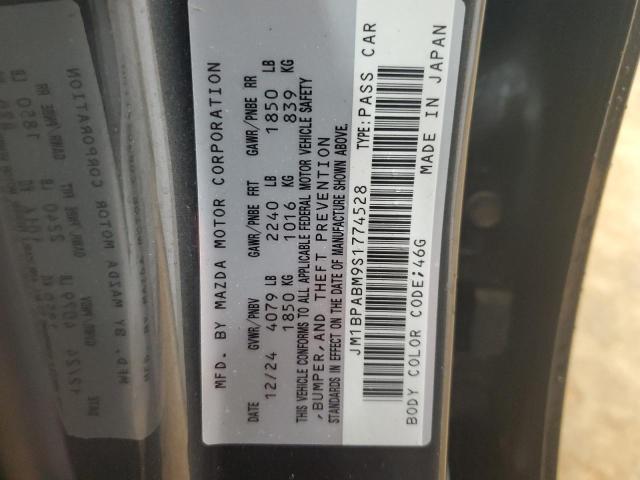 MFD. BY MAZDA MOTOR CORPORATION
DATE GVWR/PNBV GAWR/PNBE FRT GAWR/PNBE RR
12/24 4079 LB 2240 LB 1850 LB
1850 KG 1016 KG 839 KG
THIS VEHICLE CONFORMS TO ALL APPLICABLE FEDERAL MOTOR VEHICLE SAFETY
,BUMPER,AND THEFT PREVENTION
STANDARDS IN EFFECT ON THE DATE OF MANUFACTURE SHOWN ABOVE.
JM1BPABM9S1774528 TYPE:PASS CAR
MADE IN JAPAN
BODY COLOR CODE;46G